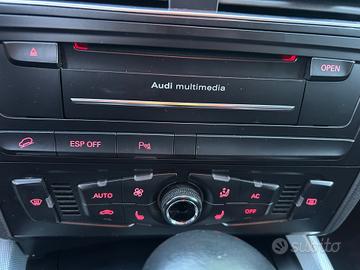 OPEN
Audi multimedia
ESP OFF
AUTO
AC
OFF
subito